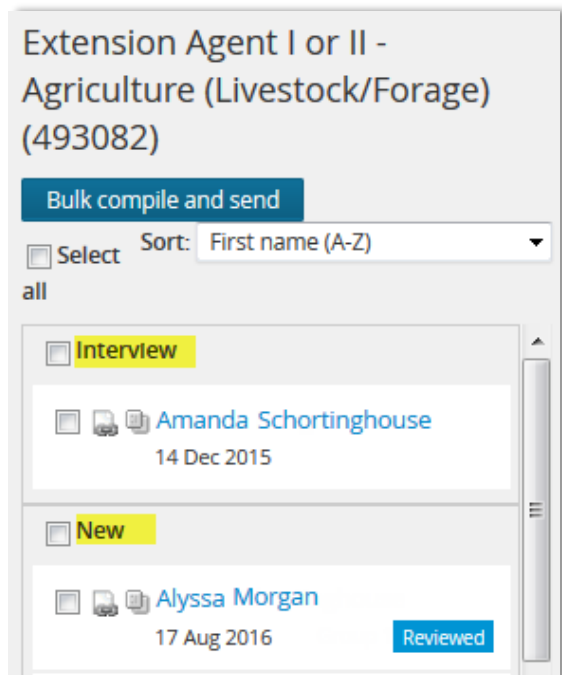 Extension Agent I or II -
Agriculture (Livestock/Forage)
(493082)
Bulk compile and send
Select all
Sort: First name (A-Z)
Interview
Amanda Schortinghouse
14 Dec 2015
New
Alyssa Morgan
17 Aug 2016 Reviewed